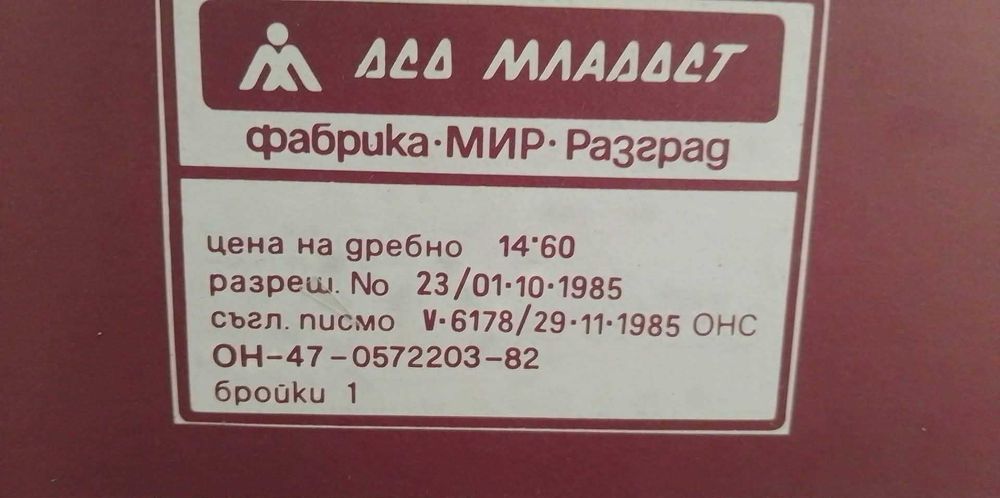 ДСО МЛАДОСТ
фабрика·МИР·Разград
цена на дребно 14·60
разреш. No 23/01·10·1985
съгл. писмо V·6178/29·11·1985 ОНС
ОН-47-0572203-82
бройки 1